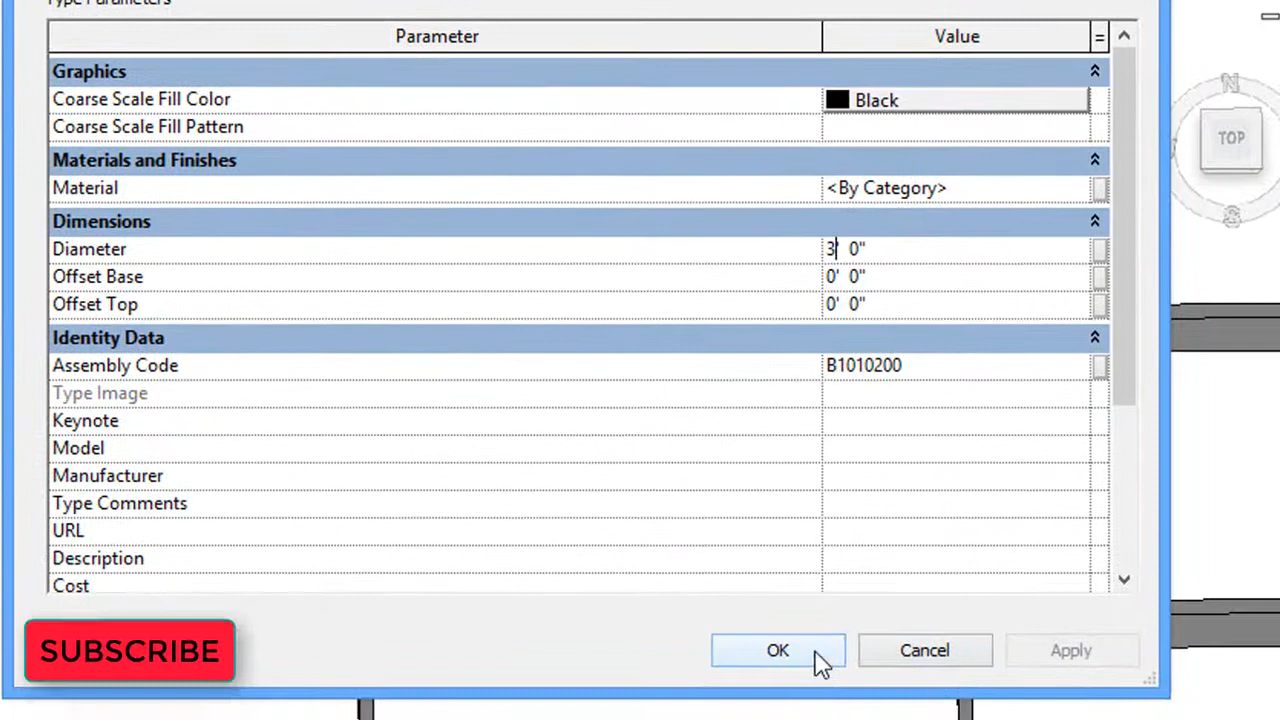 Type Parameters
Parameter Value =
Graphics
Coarse Scale Fill Color Black
Coarse Scale Fill Pattern
Materials and Finishes
Material <By Category>
Dimensions
Diameter 3' 0"
Offset Base 0' 0"
Offset Top 0' 0"
Identity Data
Assembly Code B1010200
Type Image
Keynote
Model
Manufacturer
Type Comments
URL
Description
Cost
SUBSCRIBE
OK Cancel Apply
N
TOP
S